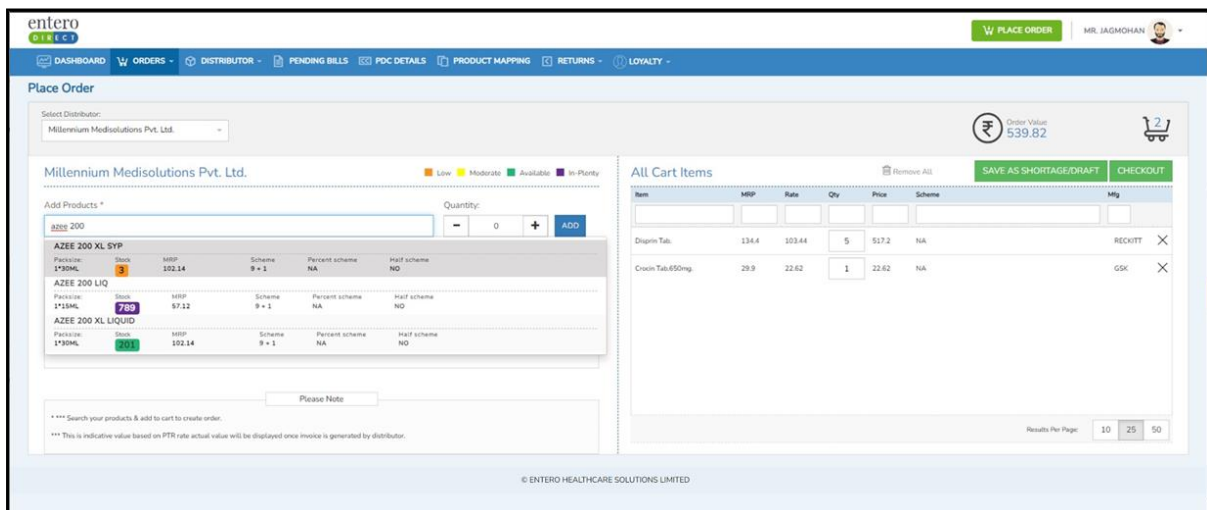 entero
DIRECT
PLACE ORDER
MR. JAGMOHAN
DASHBOARD ORDERS DISTRIBUTOR PENDING BILLS PDC DETAILS PRODUCT MAPPING RETURNS LOYALTY
Place Order
Select Distributor:
Millennium Medisolutions Pvt. Ltd.
₹ Order Value
539.82
2
Millennium Medisolutions Pvt. Ltd.
Low Moderate Available In-Plenty
Add Products *
Quantity:
azee 200
− 0 + ADD
AZEE 200 XL SYP
Packsize: Stock MRP Scheme Percent scheme Half scheme
1*30ML 3 102.14 9 + 1 NA NO
AZEE 200 LIQ
Packsize: Stock MRP Scheme Percent scheme Half scheme
1*15ML 789 57.12 9 + 1 NA NO
AZEE 200 XL LIQUID
Packsize: Stock MRP Scheme Percent scheme Half scheme
1*30ML 201 102.14 9 + 1 NA NO
Please Note
* *** Search your products & add to cart to create order.
*** This is indicative value based on PTR rate actual value will be displayed once invoice is generated by distributor.
All Cart Items
Remove All
SAVE AS SHORTAGE/DRAFT
CHECKOUT
Item MRP Rate Qty Price Scheme Mfg
Disprin Tab. 134.4 103.44 5 517.2 NA RECKITT
Crocin Tab.650mg. 29.9 22.62 1 22.62 NA GSK
Results Per Page: 10 25 50
© ENTERO HEALTHCARE SOLUTIONS LIMITED